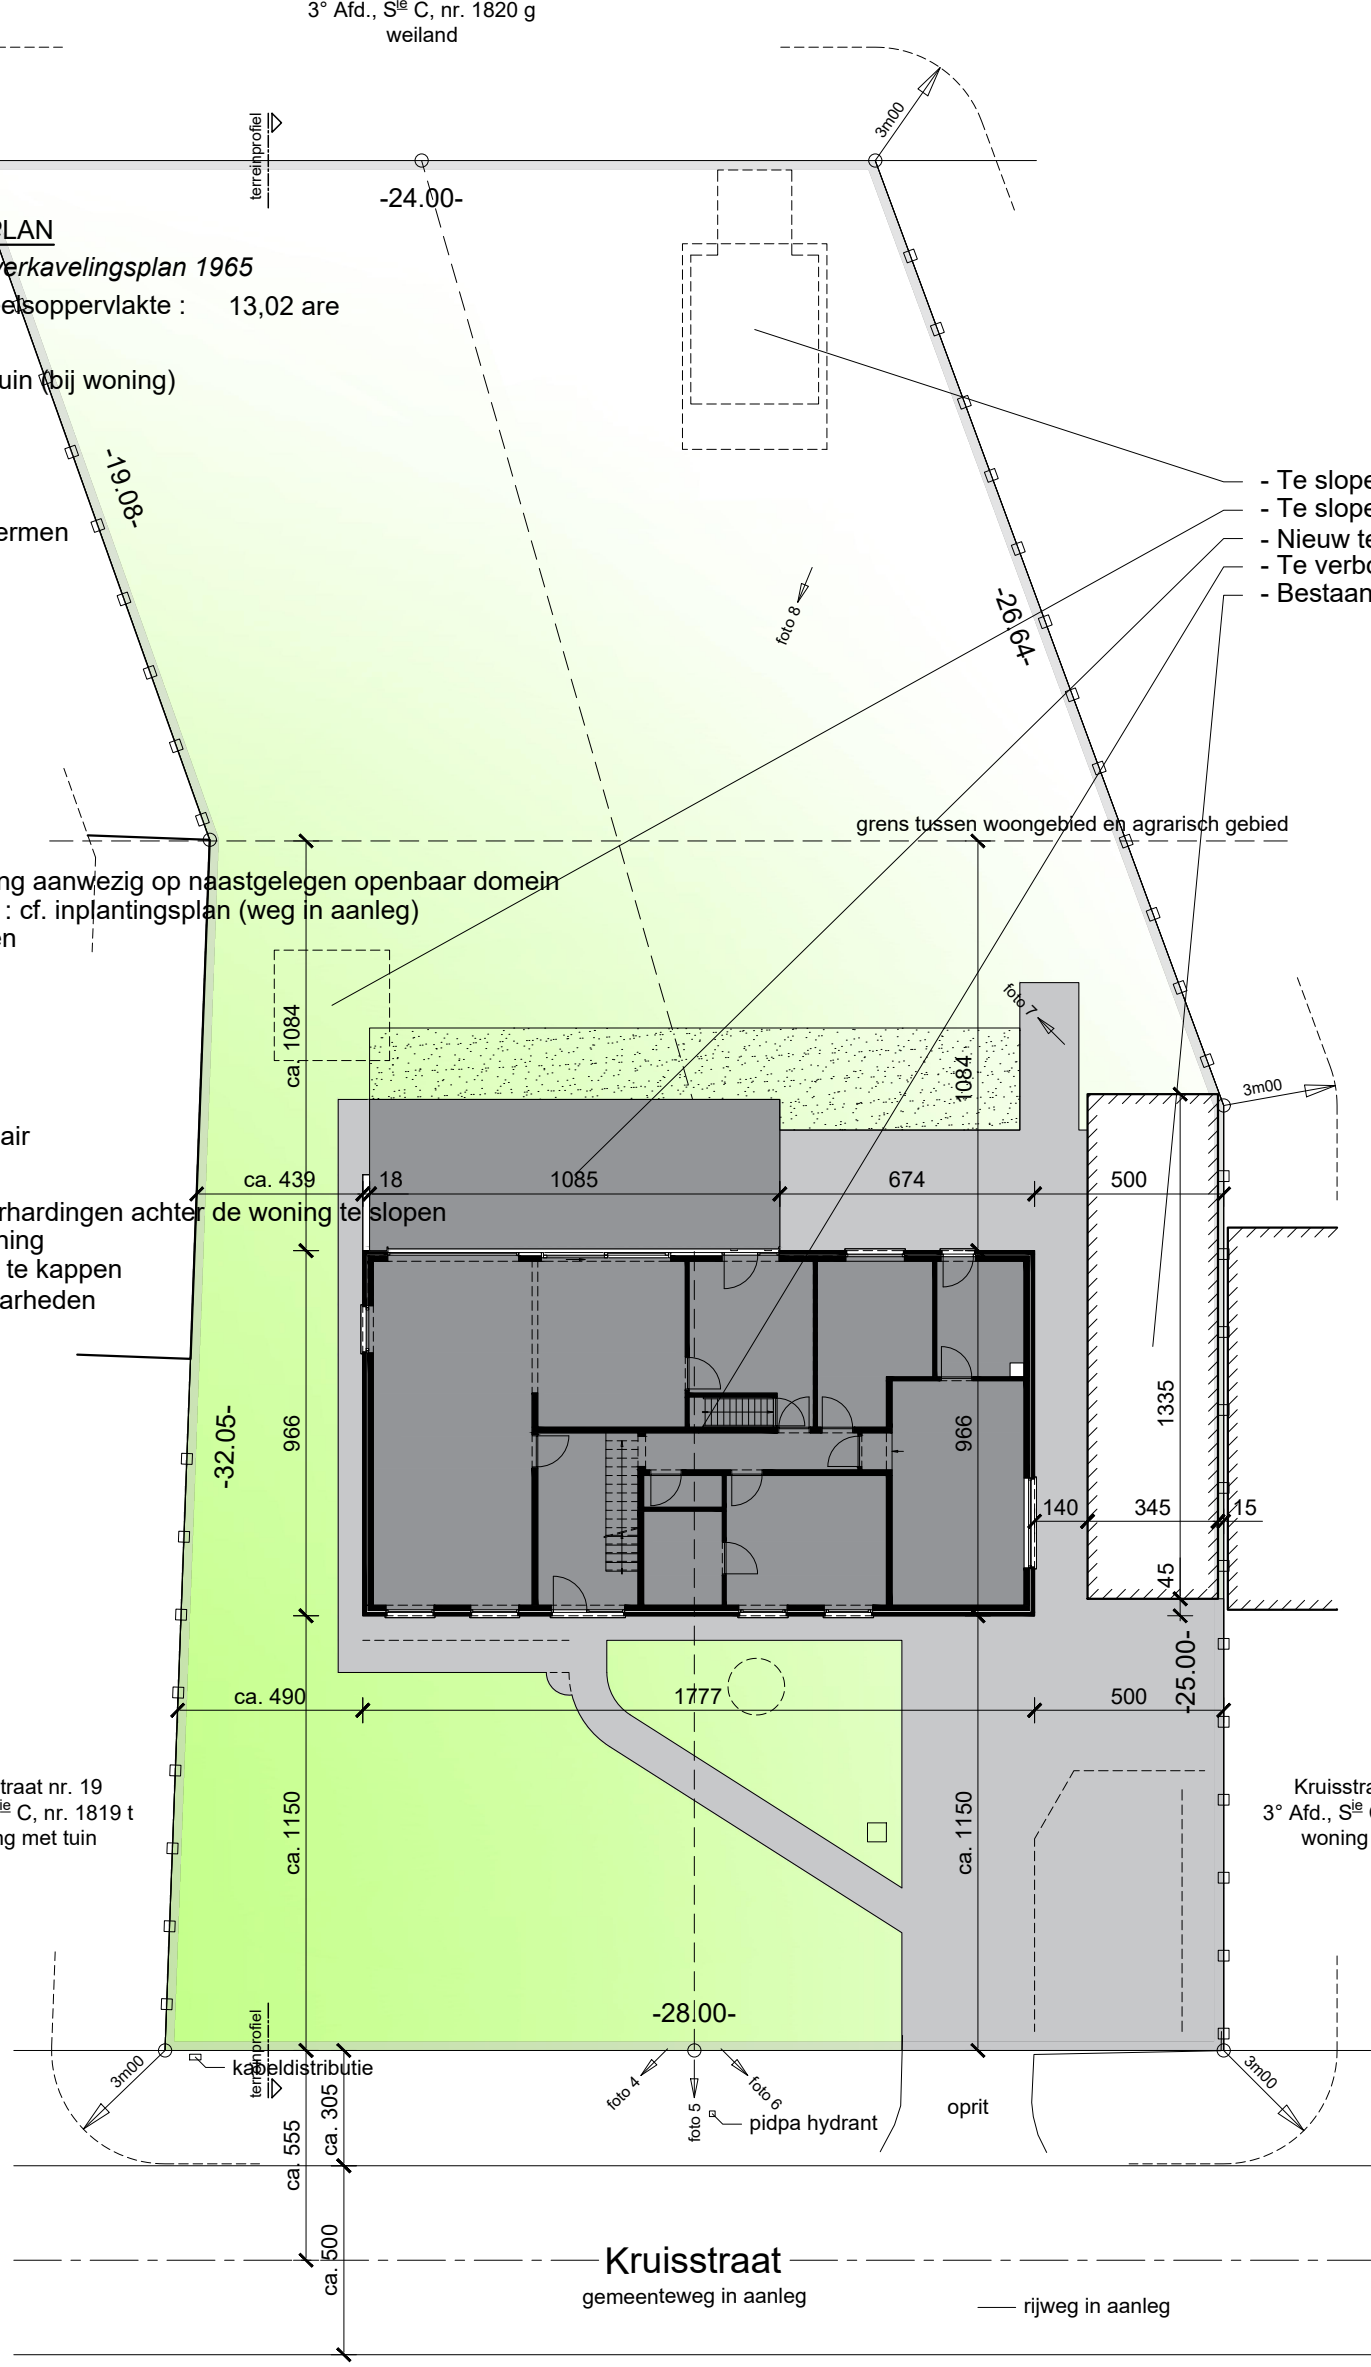 3° Afd., Sie C, nr. 1820 g
weiland
3m00
terreinprofiel
-24.00-
PLAN
verkavelingsplan 1965
elsoppervlakte : 13,02 are
uin (bij woning)
-19.08-
ermen
- Te slope
- Te slope
- Nieuw te
- Te verbo
- Bestaan
foto 8
-26.64-
grens tussen woongebied en agrarisch gebied
ng aanwezig op naastgelegen openbaar domein
: cf. inplantingsplan (weg in aanleg)
en
ca. 1084
foto 7
1084
3m00
air
ca. 439
18
1085
674
500
rhardingen achter de woning te slopen
ning
te kappen
arheden
966
-32.05-
966
1335
140
345
15
45
-25.00-
ca. 490
1777
500
traat nr. 19
ie C, nr. 1819 t
ng met tuin
Kruisstra
3° Afd., Sie C
woning
ca. 1150
ca. 1150
-28.00-
terreinprofiel
kabeldistributie
3m00
foto 4
foto 5
foto 6
pidpa hydrant
oprit
3m00
ca. 305
ca. 555
ca. 500
Kruisstraat
gemeenteweg in aanleg
rijweg in aanleg